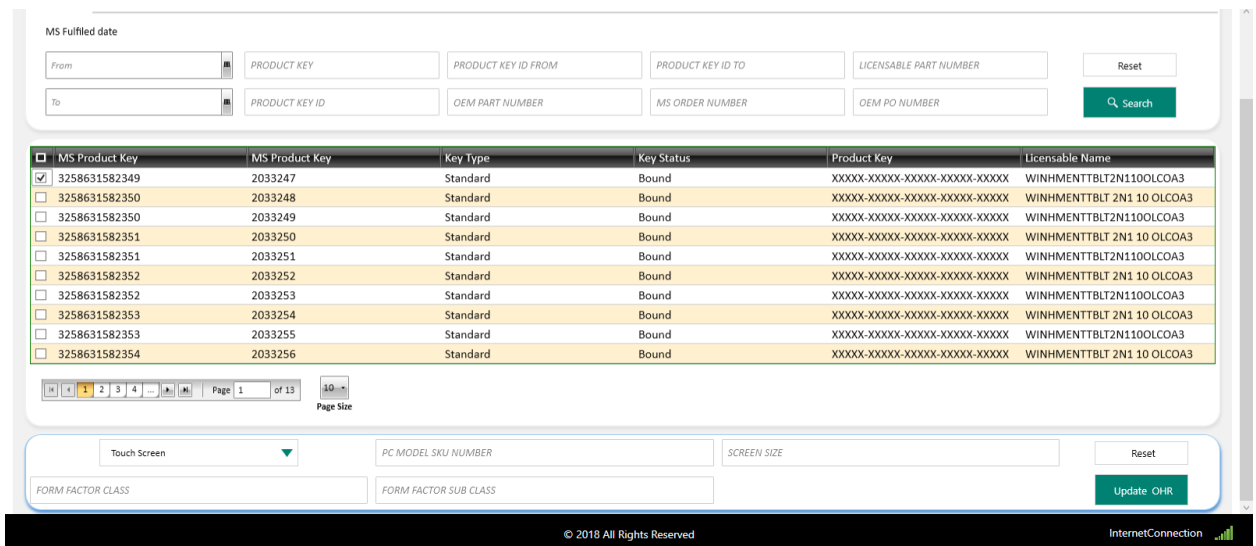 MS Fulfiled date
From PRODUCT KEY PRODUCT KEY ID FROM PRODUCT KEY ID TO LICENSABLE PART NUMBER Reset
To PRODUCT KEY ID OEM PART NUMBER MS ORDER NUMBER OEM PO NUMBER Search
MS Product Key MS Product Key Key Type Key Status Product Key Licensable Name
3258631582349 2033247 Standard Bound XXXXX-XXXXX-XXXXX-XXXXX-XXXXX WINHMENTTBLT2N110OLCOA3
3258631582350 2033248 Standard Bound XXXXX-XXXXX-XXXXX-XXXXX-XXXXX WINHMENTTBLT 2N1 10 OLCOA3
3258631582350 2033249 Standard Bound XXXXX-XXXXX-XXXXX-XXXXX-XXXXX WINHMENTTBLT2N110OLCOA3
3258631582351 2033250 Standard Bound XXXXX-XXXXX-XXXXX-XXXXX-XXXXX WINHMENTTBLT 2N1 10 OLCOA3
3258631582351 2033251 Standard Bound XXXXX-XXXXX-XXXXX-XXXXX-XXXXX WINHMENTTBLT2N110OLCOA3
3258631582352 2033252 Standard Bound XXXXX-XXXXX-XXXXX-XXXXX-XXXXX WINHMENTTBLT 2N1 10 OLCOA3
3258631582352 2033253 Standard Bound XXXXX-XXXXX-XXXXX-XXXXX-XXXXX WINHMENTTBLT2N110OLCOA3
3258631582353 2033254 Standard Bound XXXXX-XXXXX-XXXXX-XXXXX-XXXXX WINHMENTTBLT 2N1 10 OLCOA3
3258631582353 2033255 Standard Bound XXXXX-XXXXX-XXXXX-XXXXX-XXXXX WINHMENTTBLT2N110OLCOA3
3258631582354 2033256 Standard Bound XXXXX-XXXXX-XXXXX-XXXXX-XXXXX WINHMENTTBLT 2N1 10 OLCOA3
1 2 3 4 ... Page 1 of 13 10
Page Size
Touch Screen PC MODEL SKU NUMBER SCREEN SIZE Reset
FORM FACTOR CLASS FORM FACTOR SUB CLASS Update OHR
© 2018 All Rights Reserved InternetConnection